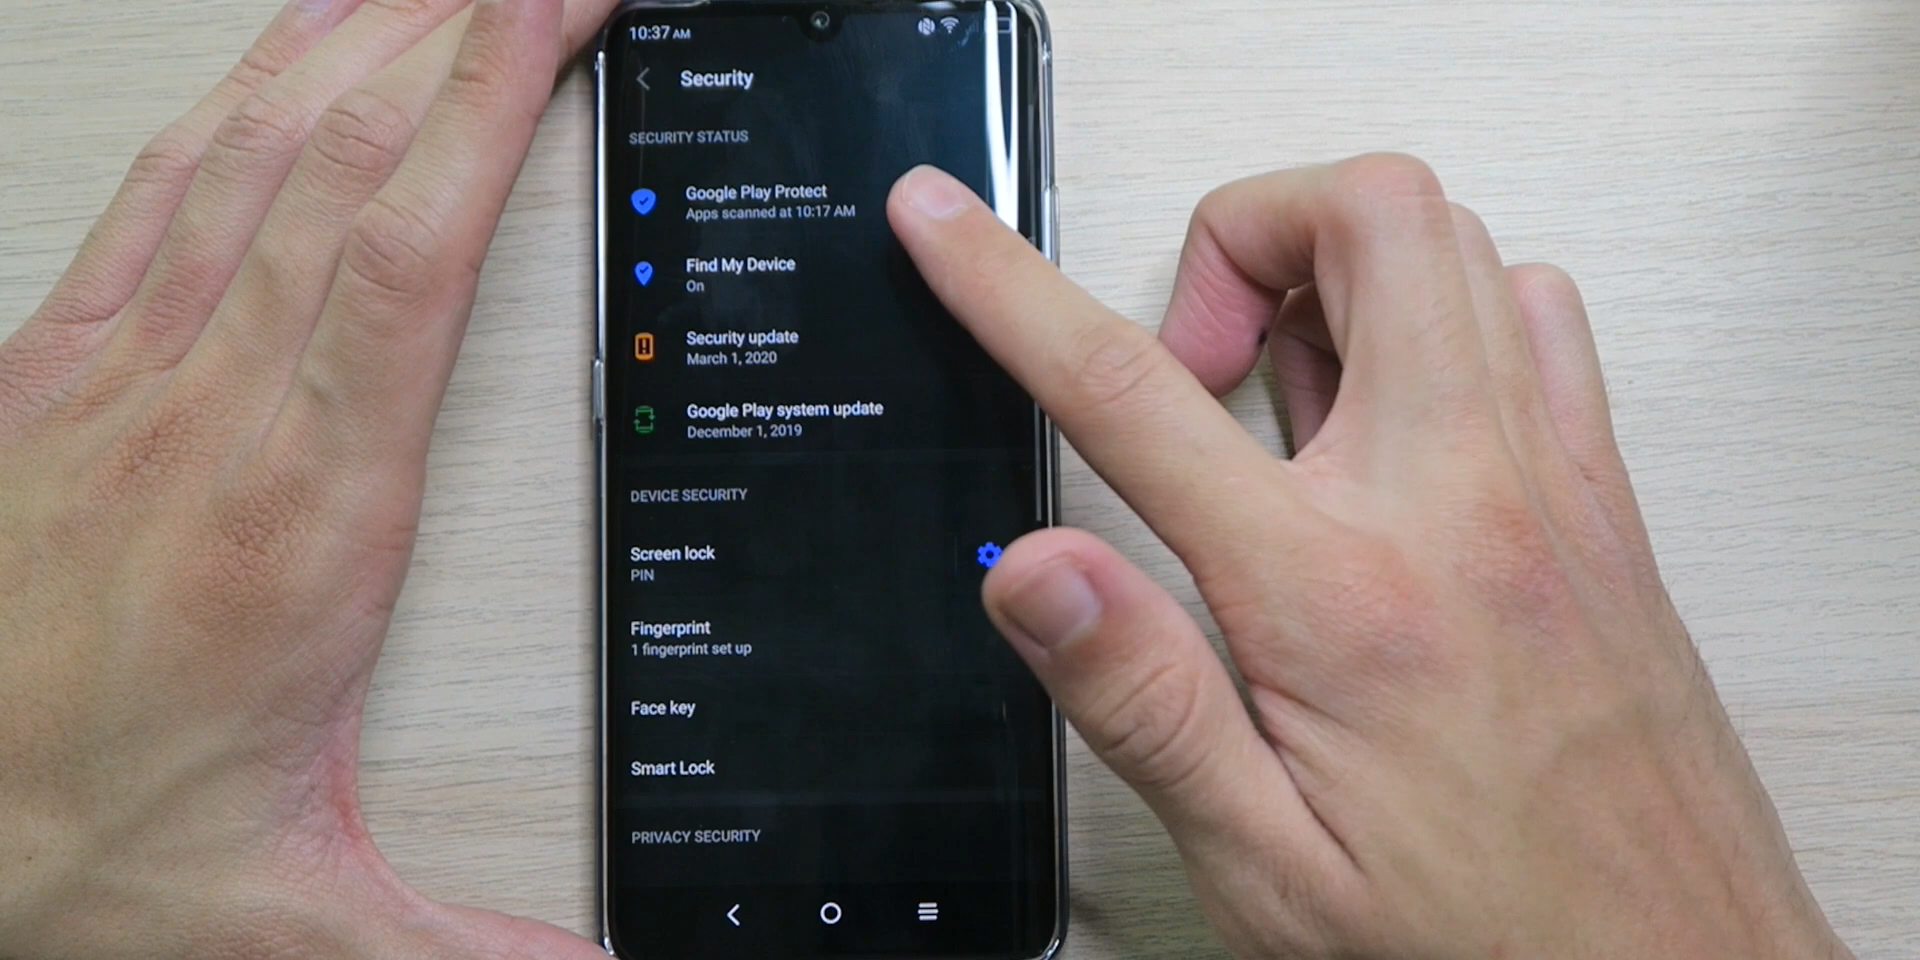 10:37 AM
Security
SECURITY STATUS
Google Play Protect
Apps scanned at 10:17 AM
Find My Device
On
Security update
March 1, 2020
Google Play system update
December 1, 2019
DEVICE SECURITY
Screen lock
PIN
Fingerprint
1 fingerprint set up
Face key
Smart Lock
PRIVACY SECURITY